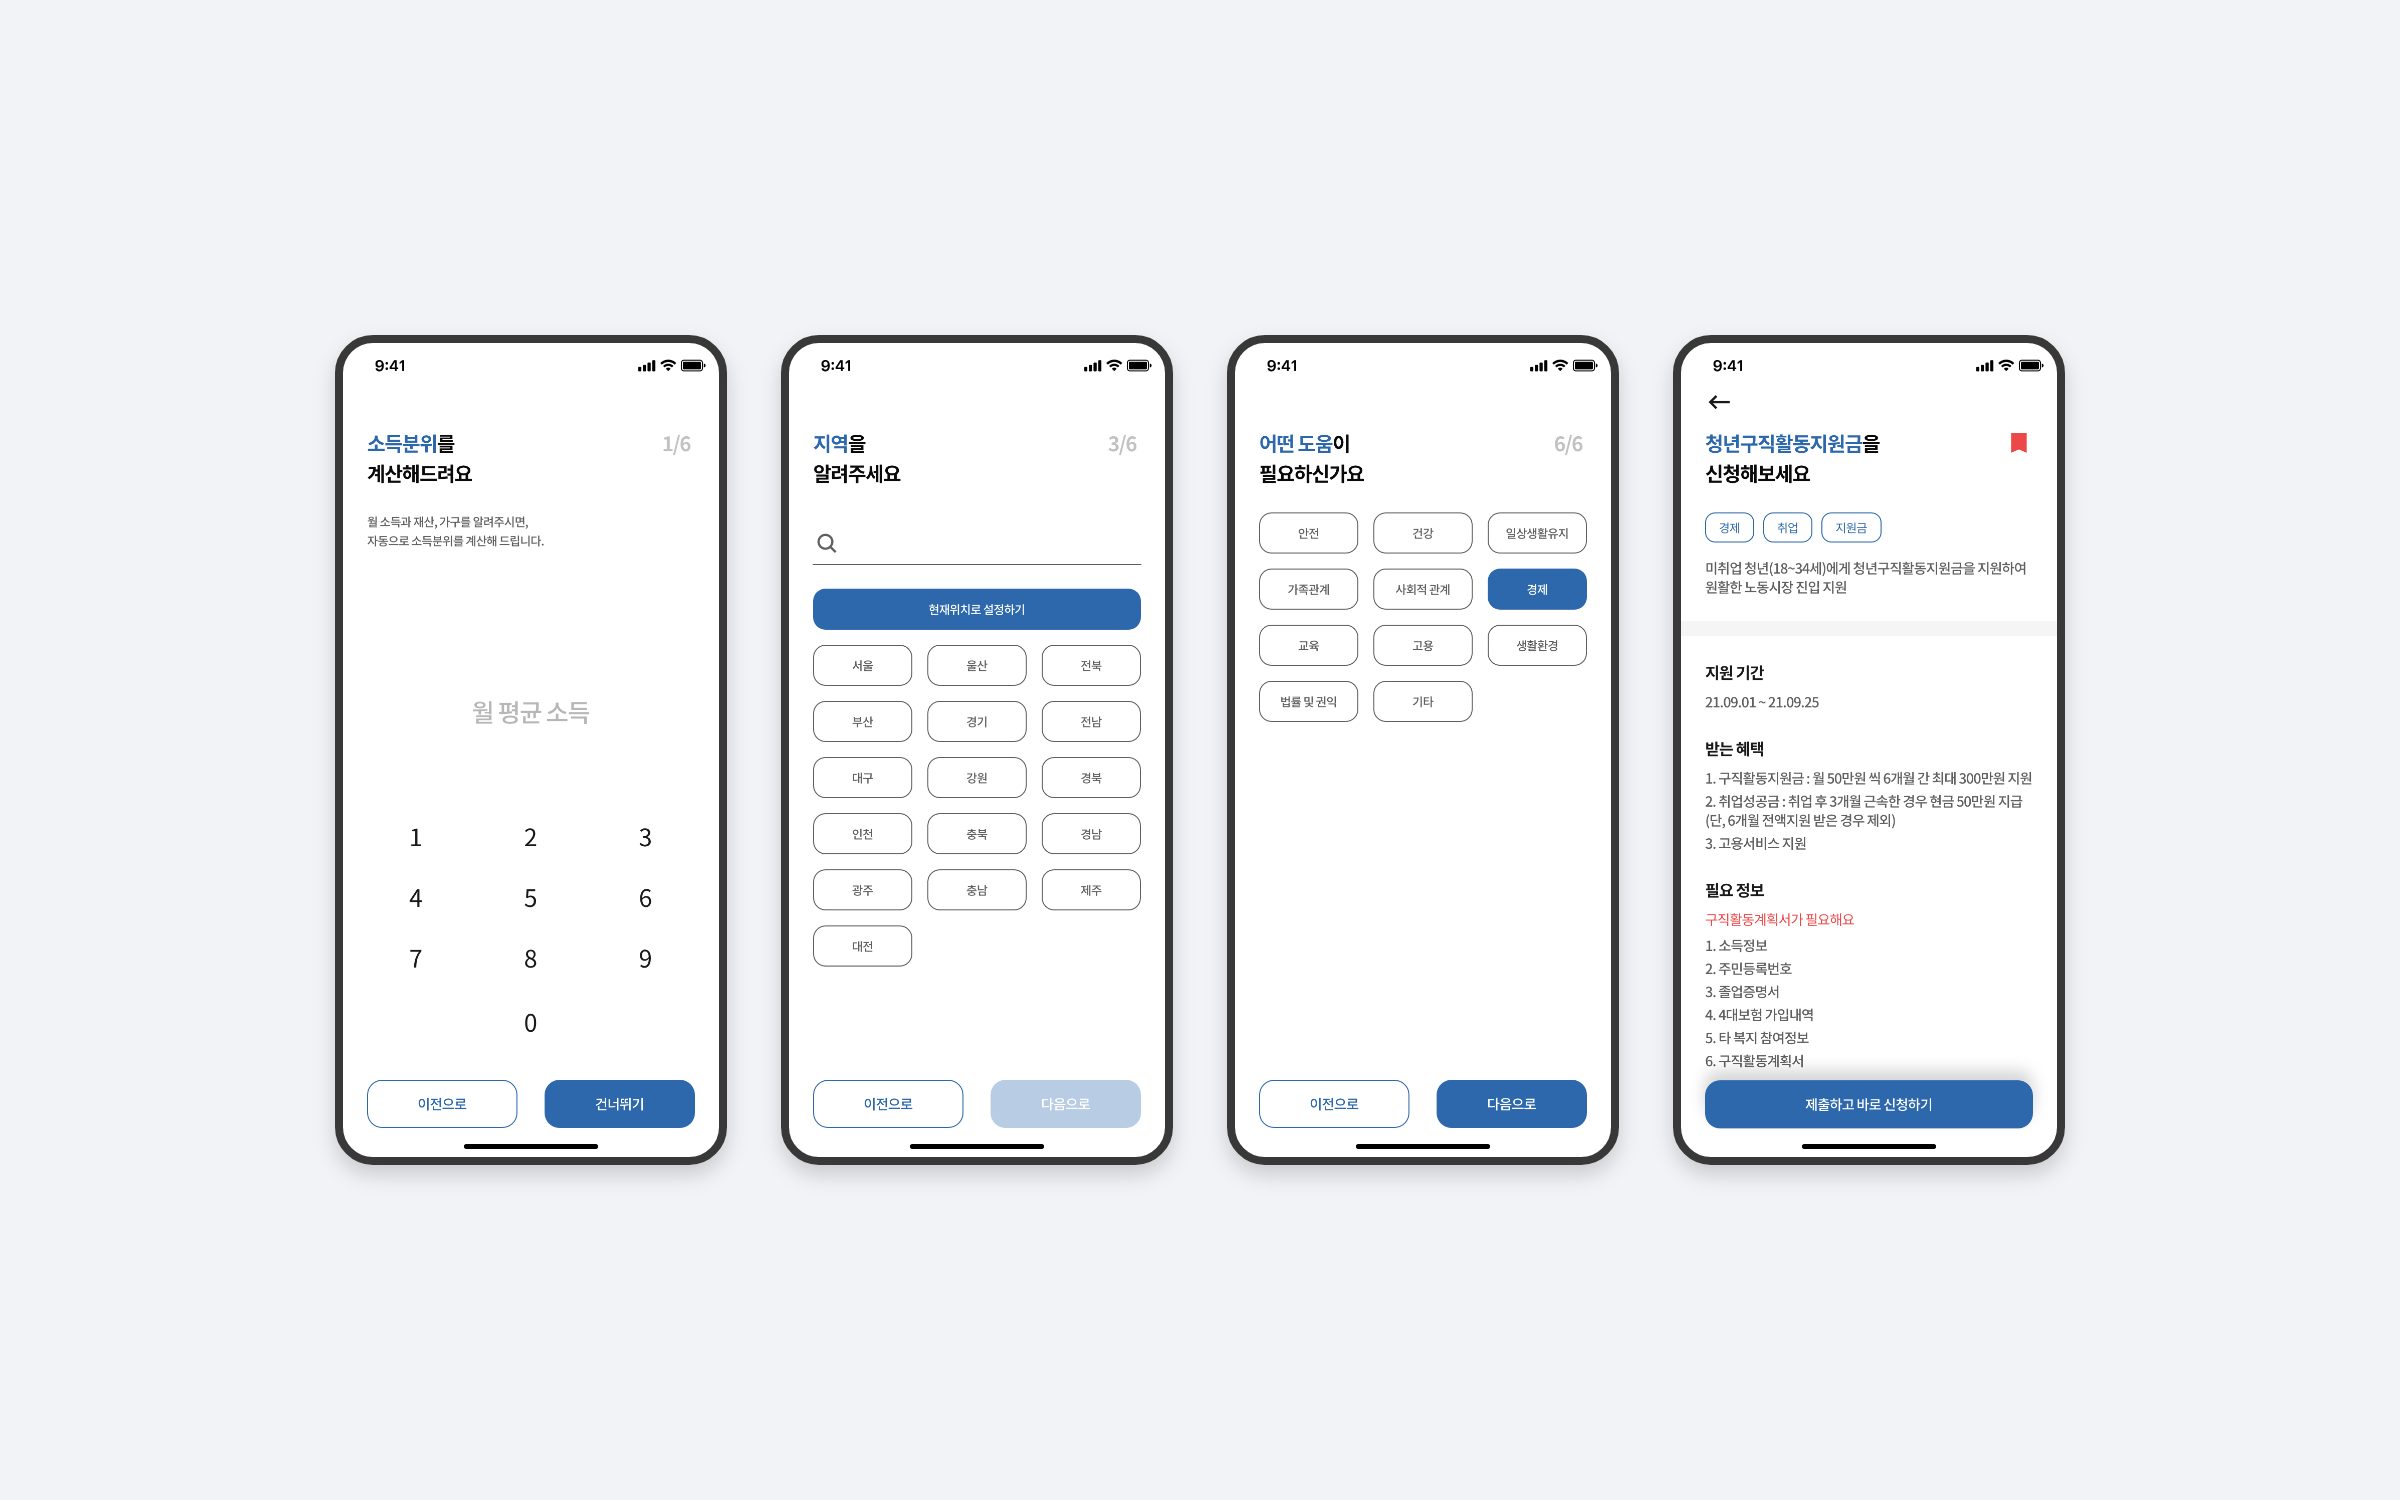 9:41
소득분위를
1/6
계산해드려요
월 소득과 재산, 가구를 알려주시면,
자동으로 소득분위를 계산해 드립니다.
월 평균 소득
1 2 3
4 5 6
7 8 9
0
이전으로 건너뛰기
9:41
지역을
3/6
알려주세요
현재위치로 설정하기
서울 울산 전북
부산 경기 전남
대구 강원 경북
인천 충북 경남
광주 충남 제주
대전
이전으로 다음으로
9:41
어떤 도움이
6/6
필요하신가요
안전 건강 일상생활유지
가족관계 사회적 관계 경제
교육 고용 생활환경
법률 및 권익 기타
이전으로 다음으로
9:41
청년구직활동지원금을
신청해보세요
경제 취업 지원금
미취업 청년(18~34세)에게 청년구직활동지원금을 지원하여
원활한 노동시장 진입 지원
지원 기간
21.09.01 ~ 21.09.25
받는 혜택
1. 구직활동지원금 : 월 50만원 씩 6개월 간 최대 300만원 지원
2. 취업성공금 : 취업 후 3개월 근속한 경우 현금 50만원 지급
(단, 6개월 전액지원 받은 경우 제외)
3. 고용서비스 지원
필요 정보
구직활동계획서가 필요해요
1. 소득정보
2. 주민등록번호
3. 졸업증명서
4. 4대보험 가입내역
5. 타 복지 참여정보
6. 구직활동계획서
제출하고 바로 신청하기